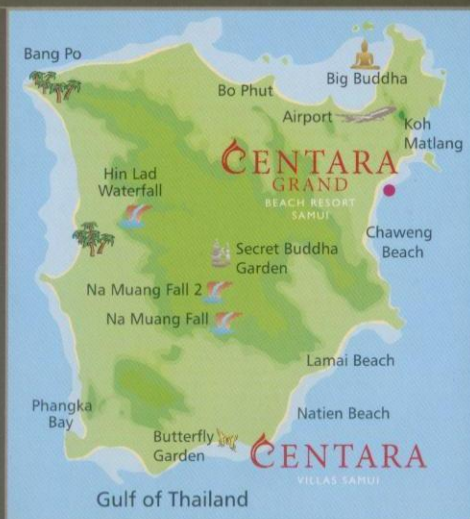 Bang Po
Big Buddha
Bo Phut
Airport
Koh
Matlang
CENTARA
GRAND
BEACH RESORT
SAMUI
Hin Lad
Waterfall
Chaweng
Beach
Secret Buddha
Garden
Na Muang Fall 2
Na Muang Fall
Lamai Beach
Phangka
Bay
Natien Beach
Butterfly
Garden
CENTARA
VILLAS SAMUI
Gulf of Thailand